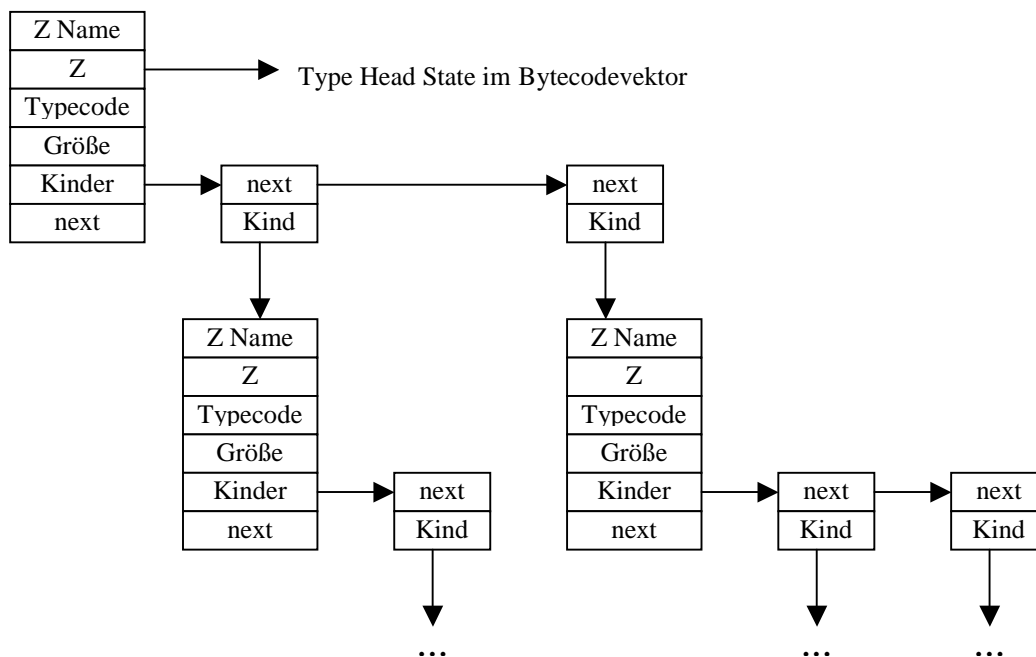 Z Name
Z
Type Head State im Bytecodevektor
Typecode
Größe
Kinder
next
next
Kind
next
Kind
Z Name
Z
Typecode
Größe
Kinder
next
next
Kind
...
Z Name
Z
Typecode
Größe
Kinder
next
next
Kind
...
next
Kind
...